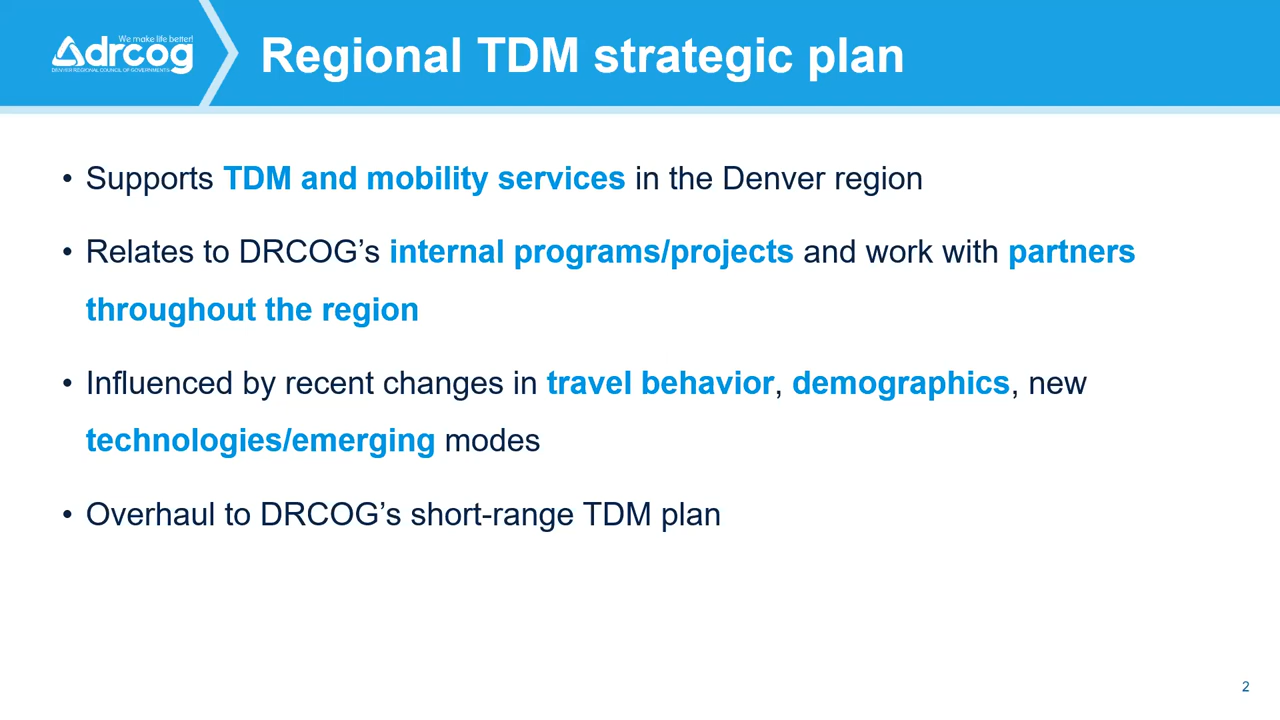 We make life better!
drcog
DENVER REGIONAL COUNCIL OF GOVERNMENTS
Regional TDM strategic plan
• Supports TDM and mobility services in the Denver region
• Relates to DRCOG’s internal programs/projects and work with partners
throughout the region
• Influenced by recent changes in travel behavior, demographics, new
technologies/emerging modes
• Overhaul to DRCOG’s short-range TDM plan
2